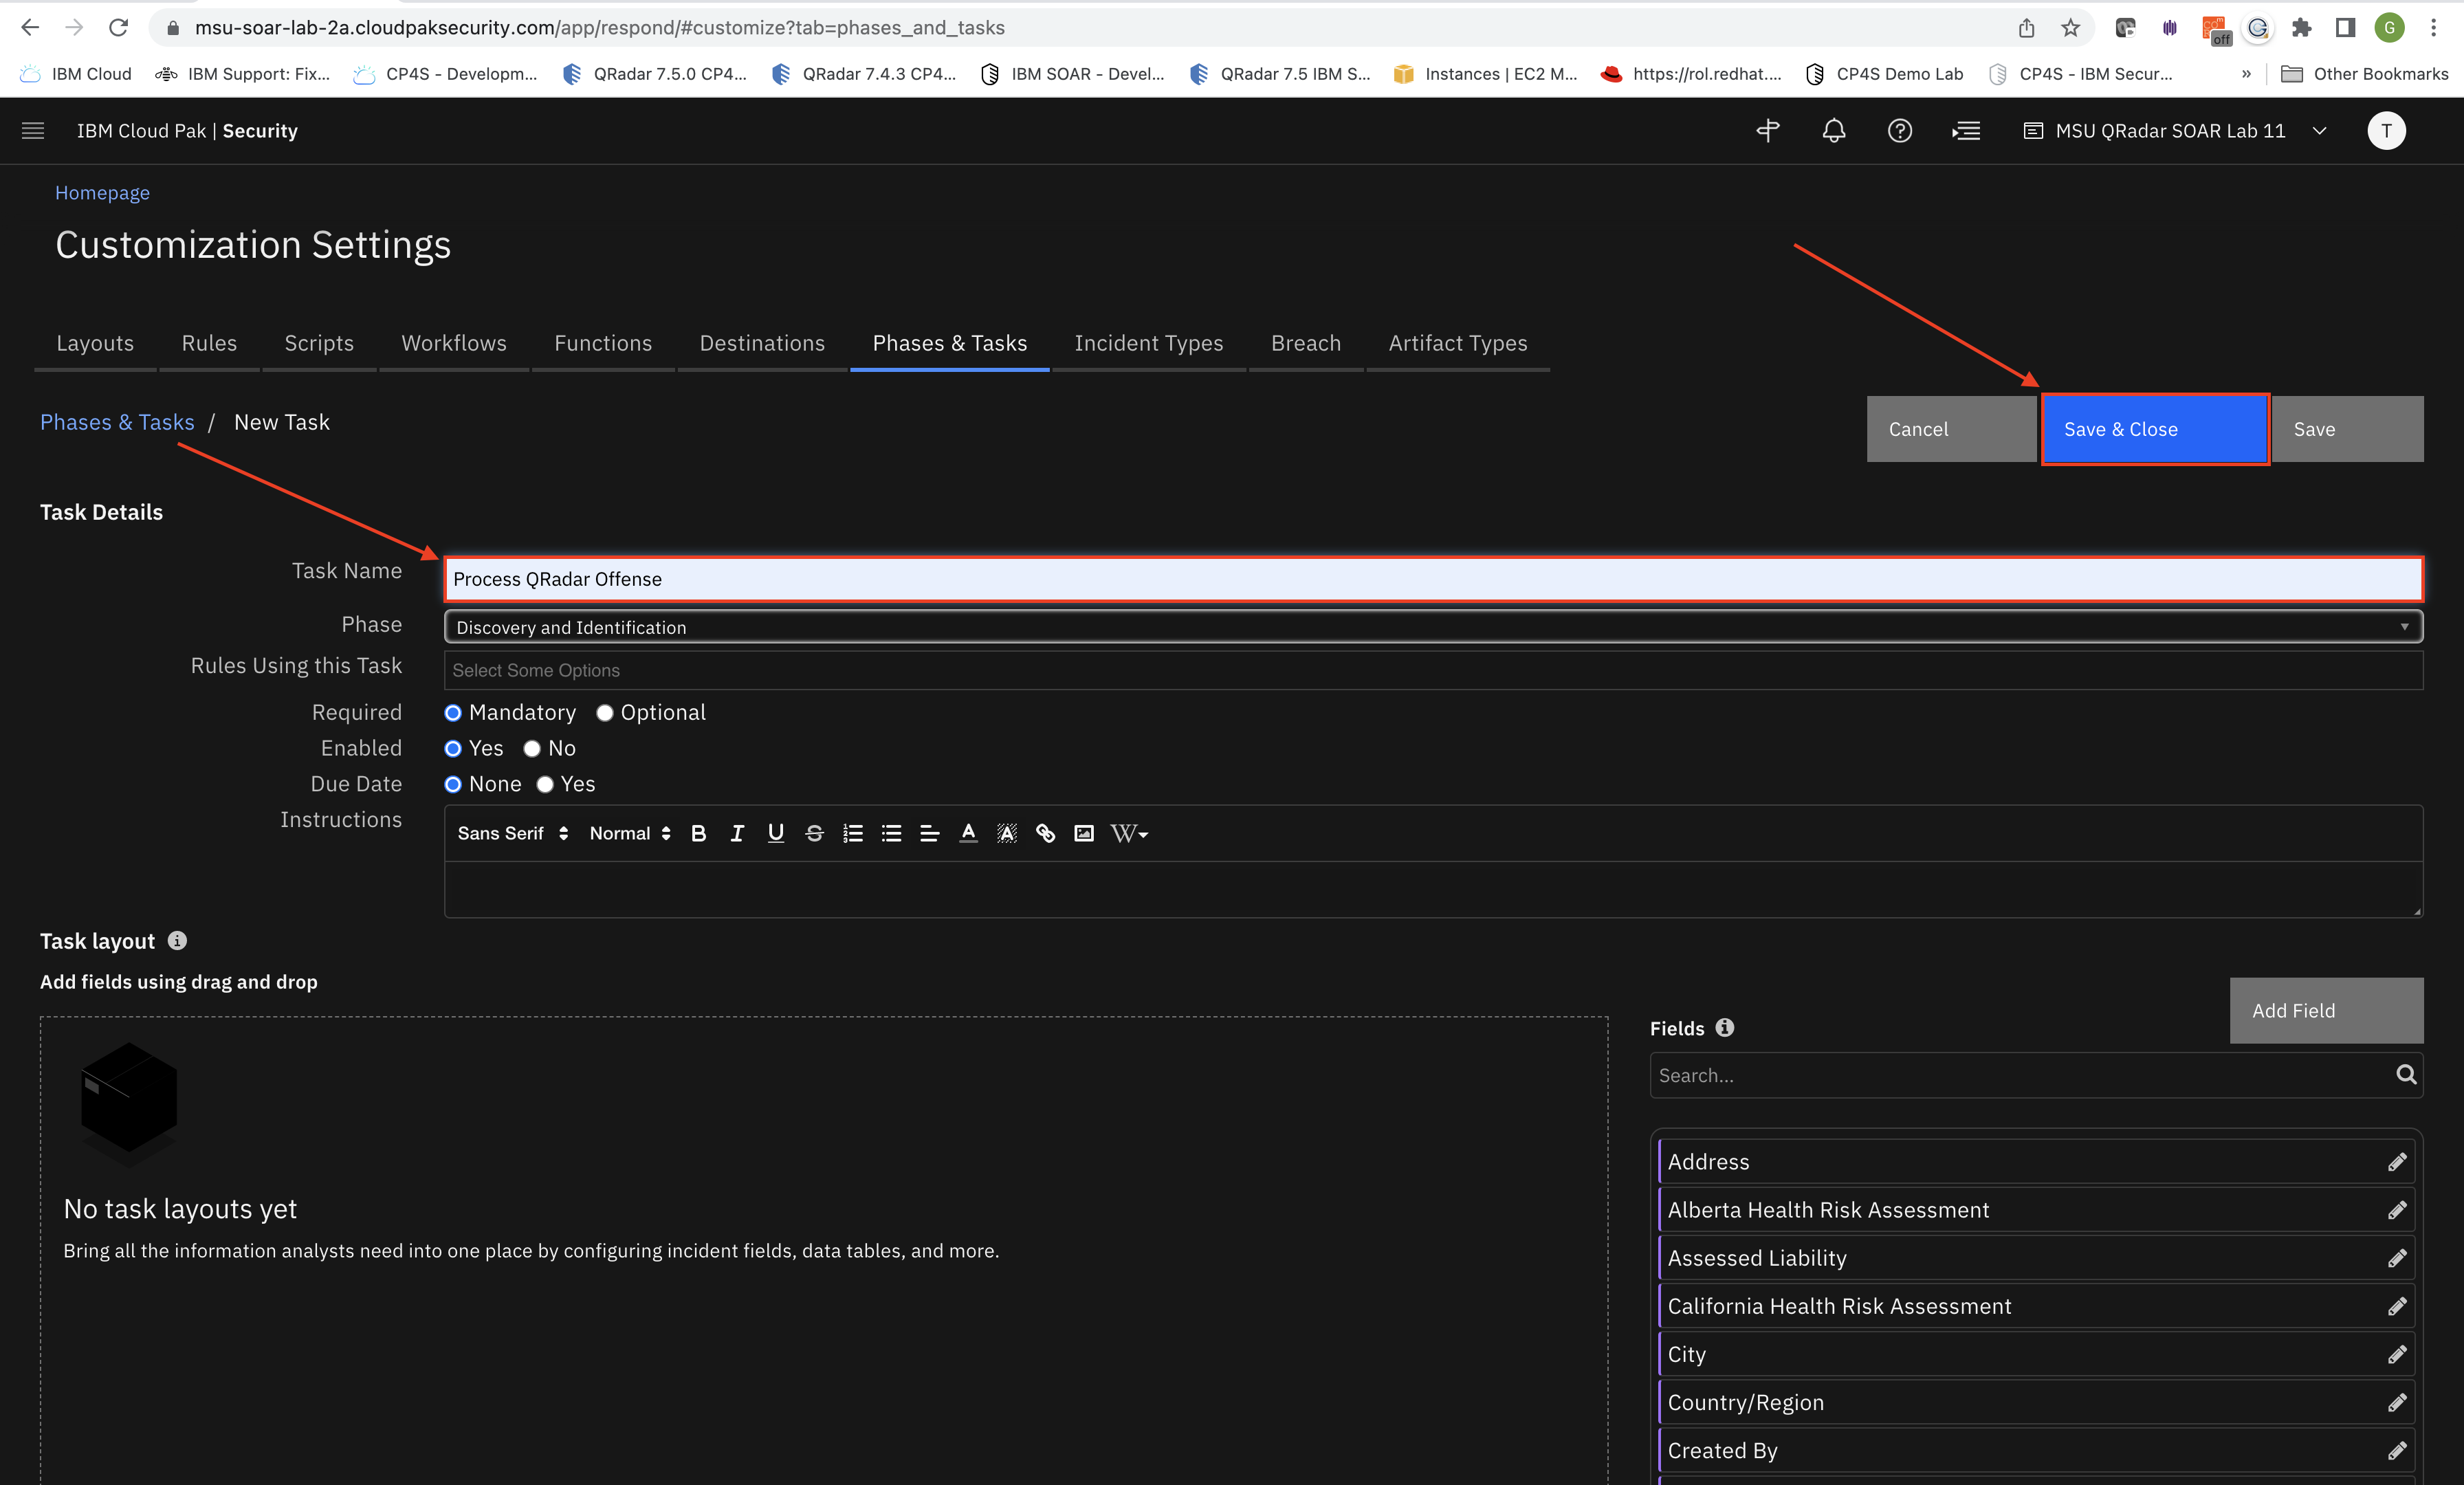 msu-soar-lab-2a.cloudpaksecurity.com/app/respond/#customize?tab=phases_and_tasks
off
G
IBM Cloud
IBM Support: Fix...
CP4S - Developm...
QRadar 7.5.0 CP4...
QRadar 7.4.3 CP4...
IBM SOAR - Devel...
QRadar 7.5 IBM S...
Instances | EC2 M...
https://rol.redhat....
CP4S Demo Lab
CP4S - IBM Secur...
»
Other Bookmarks
IBM Cloud Pak | Security
MSU QRadar SOAR Lab 11
T
Homepage
Customization Settings
Layouts
Rules
Scripts
Workflows
Functions
Destinations
Phases & Tasks
Incident Types
Breach
Artifact Types
Phases & Tasks / New Task
Cancel
Save & Close
Save
Task Details
Task Name
Process QRadar Offense
Phase
Discovery and Identification
Rules Using this Task
Select Some Options
Required
Mandatory
Optional
Enabled
Yes
No
Due Date
None
Yes
Instructions
Sans Serif
Normal
B I U S
A
A
W
Task layout
Add fields using drag and drop
No task layouts yet
Bring all the information analysts need into one place by configuring incident fields, data tables, and more.
Add Field
Fields
Search...
Address
Alberta Health Risk Assessment
Assessed Liability
California Health Risk Assessment
City
Country/Region
Created By